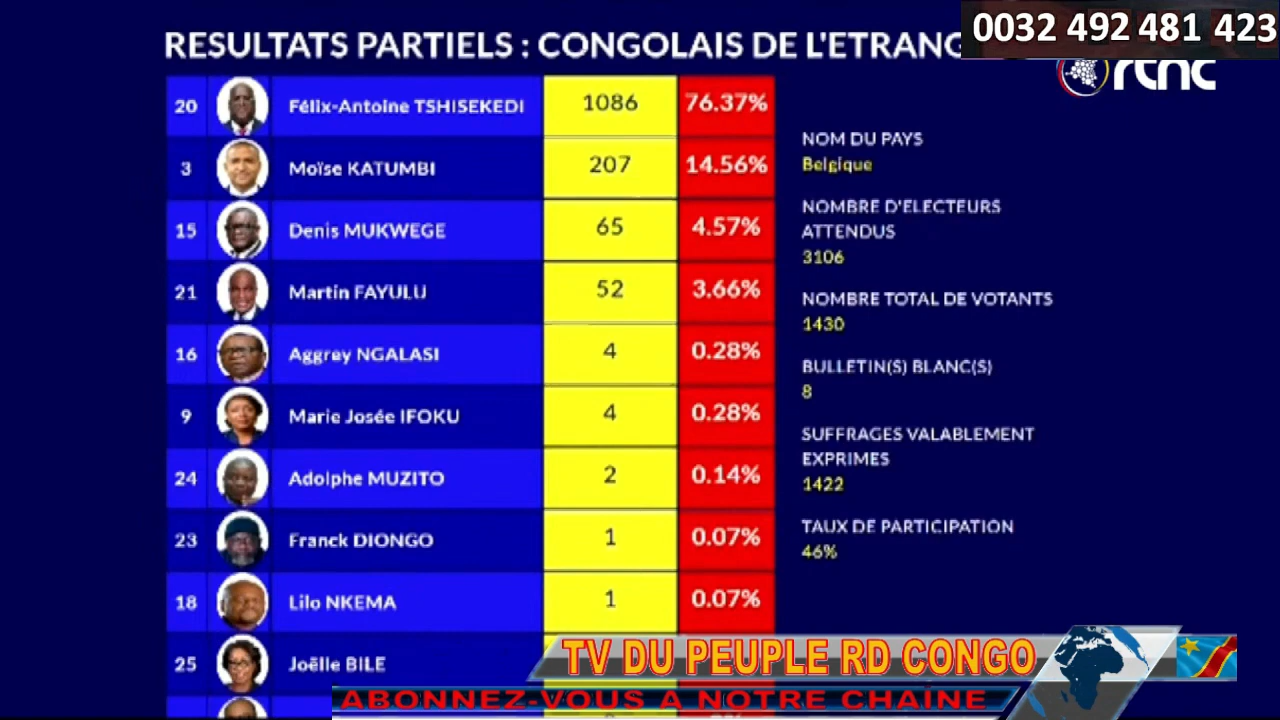 0032 492 481 423
RESULTATS PARTIELS : CONGOLAIS DE L'ETRANG
rtnc
20 Félix-Antoine TSHISEKEDI 1086 76.37%
3 Moïse KATUMBI 207 14.56%
15 Denis MUKWEGE 65 4.57%
21 Martin FAYULU 52 3.66%
16 Aggrey NGALASI 4 0.28%
9 Marie Josée IFOKU 4 0.28%
24 Adolphe MUZITO 2 0.14%
23 Franck DIONGO 1 0.07%
18 Lilo NKEMA 1 0.07%
25 Joëlle BILE
NOM DU PAYS
Belgique
NOMBRE D'ELECTEURS
ATTENDUS
3106
NOMBRE TOTAL DE VOTANTS
1430
BULLETIN(S) BLANC(S)
8
SUFFRAGES VALABLEMENT
EXPRIMES
1422
TAUX DE PARTICIPATION
46%
TV DU PEUPLE RD CONGO
ABONNEZ-VOUS A NOTRE CHAINE